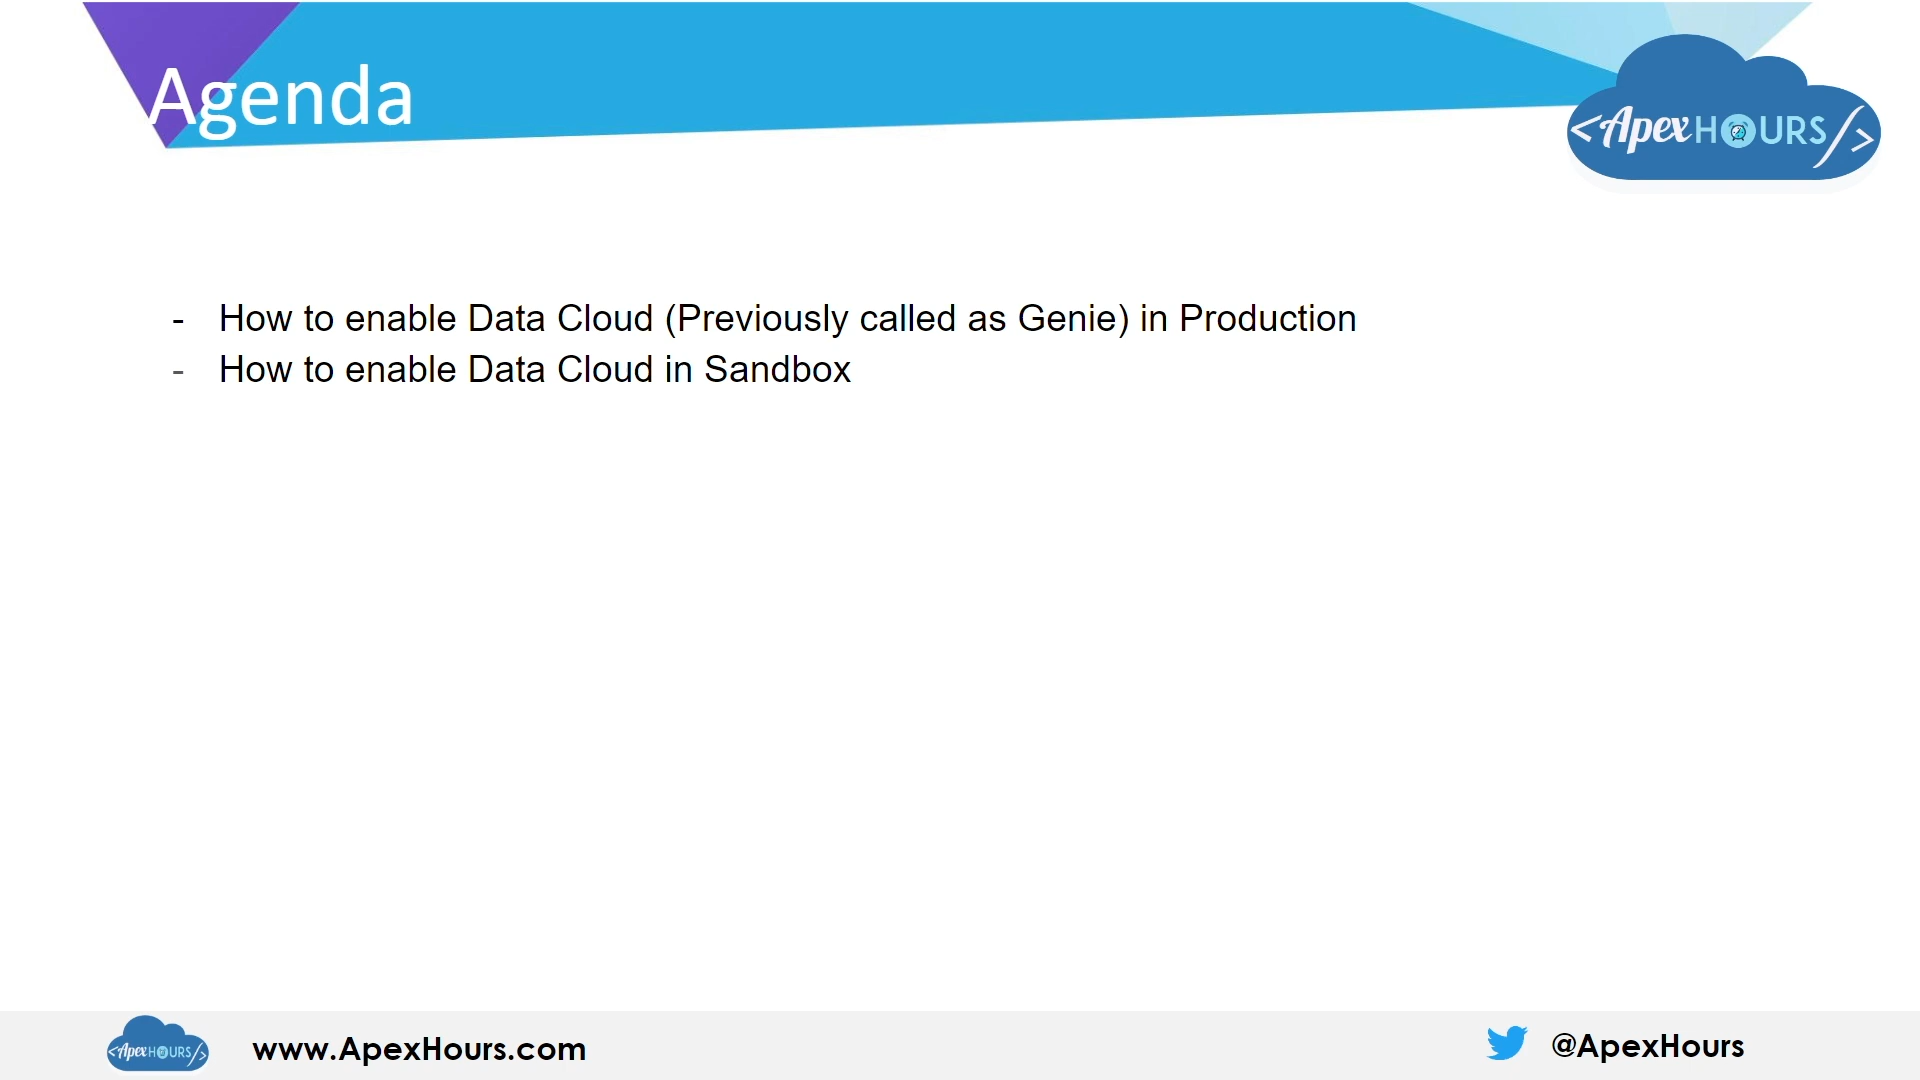 Agenda
<ApexHOURS/>
- How to enable Data Cloud (Previously called as Genie) in Production
- How to enable Data Cloud in Sandbox
<ApexHOURS/>
www.ApexHours.com
@ApexHours